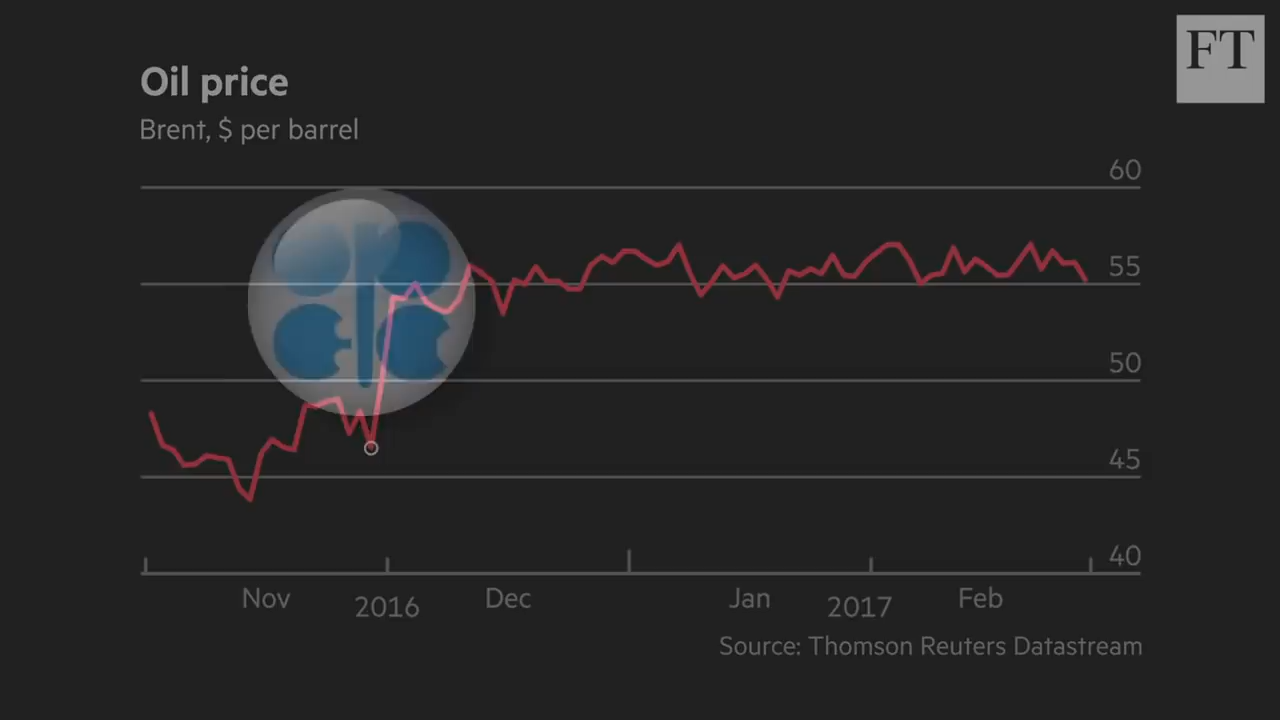 FT
Oil price
Brent, $ per barrel
60
55
50
45
40
Nov 2016 Dec Jan 2017 Feb
Source: Thomson Reuters Datastream